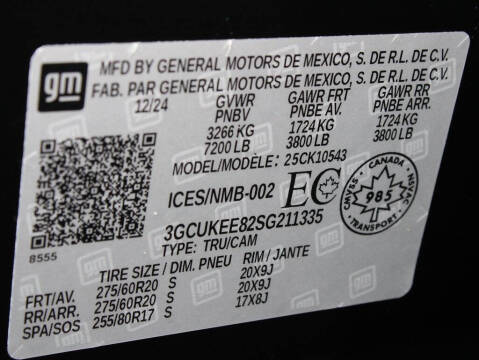 gm
MFD BY GENERAL MOTORS DE MEXICO, S. DE R.L. DE C.V.
FAB. PAR GENERAL MOTORS DE MEXICO, S. DE R.L. DE C.V.
12/24 GVWR GAWR FRT GAWR RR
PNBV PNBE AV. PNBE ARR.
3266 KG 1724 KG 1724 KG
7200 LB 3800 LB 3800 LB
MODEL/MODÈLE: 25CK10543
ICES/NMB-002 EC
CANADA
985
3GCUKEE82SG211335
8555
TYPE: TRU/CAM
TIRE SIZE / DIM. PNEU RIM / JANTE
FRT/AV. 275/60R20 S 20X9J
RR/ARR. 275/60R20 S 20X9J
SPA/SOS 255/80R17 S 17X8J